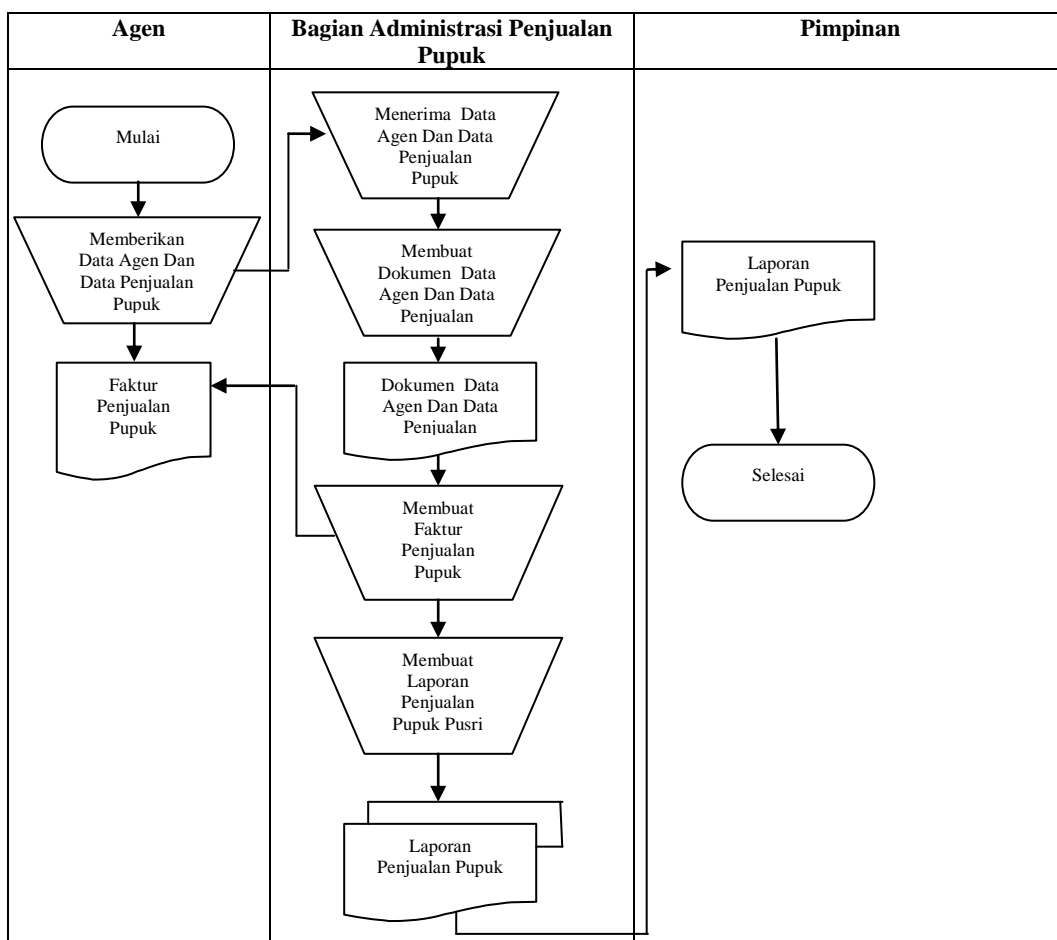 Agen
Bagian Administrasi Penjualan
Pupuk
Pimpinan
Mulai
Memberikan
Data Agen Dan
Data Penjualan
Pupuk
Faktur
Penjualan
Pupuk
Menerima Data
Agen Dan Data
Penjualan
Pupuk
Membuat
Dokumen Data
Agen Dan Data
Penjualan
Dokumen Data
Agen Dan Data
Penjualan
Membuat
Faktur
Penjualan
Pupuk
Membuat
Laporan
Penjualan
Pupuk Pusri
Laporan
Penjualan Pupuk
Laporan
Penjualan Pupuk
Selesai